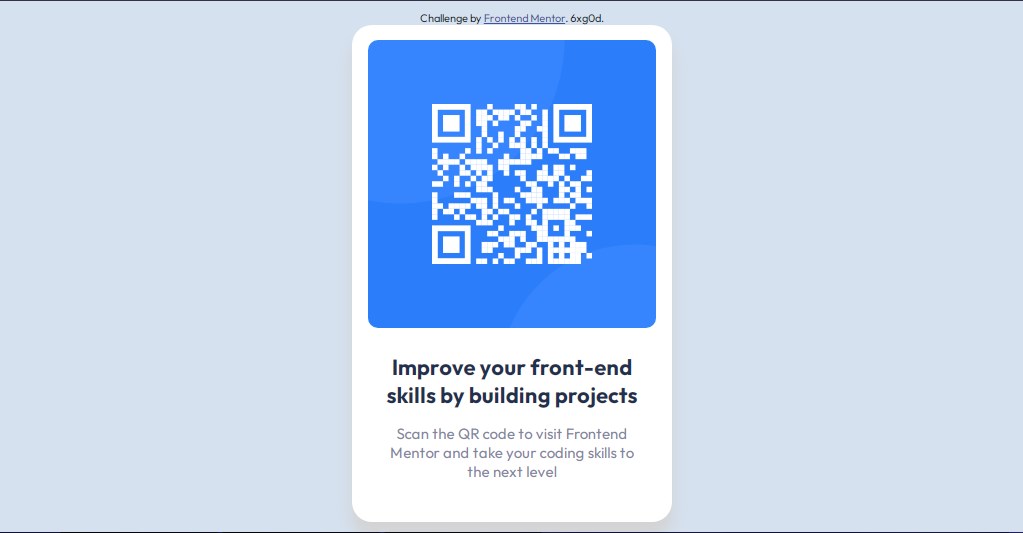 Challenge by Frontend Mentor. 6xg0d.
Improve your front-end
skills by building projects
Scan the QR code to visit Frontend
Mentor and take your coding skills to
the next level